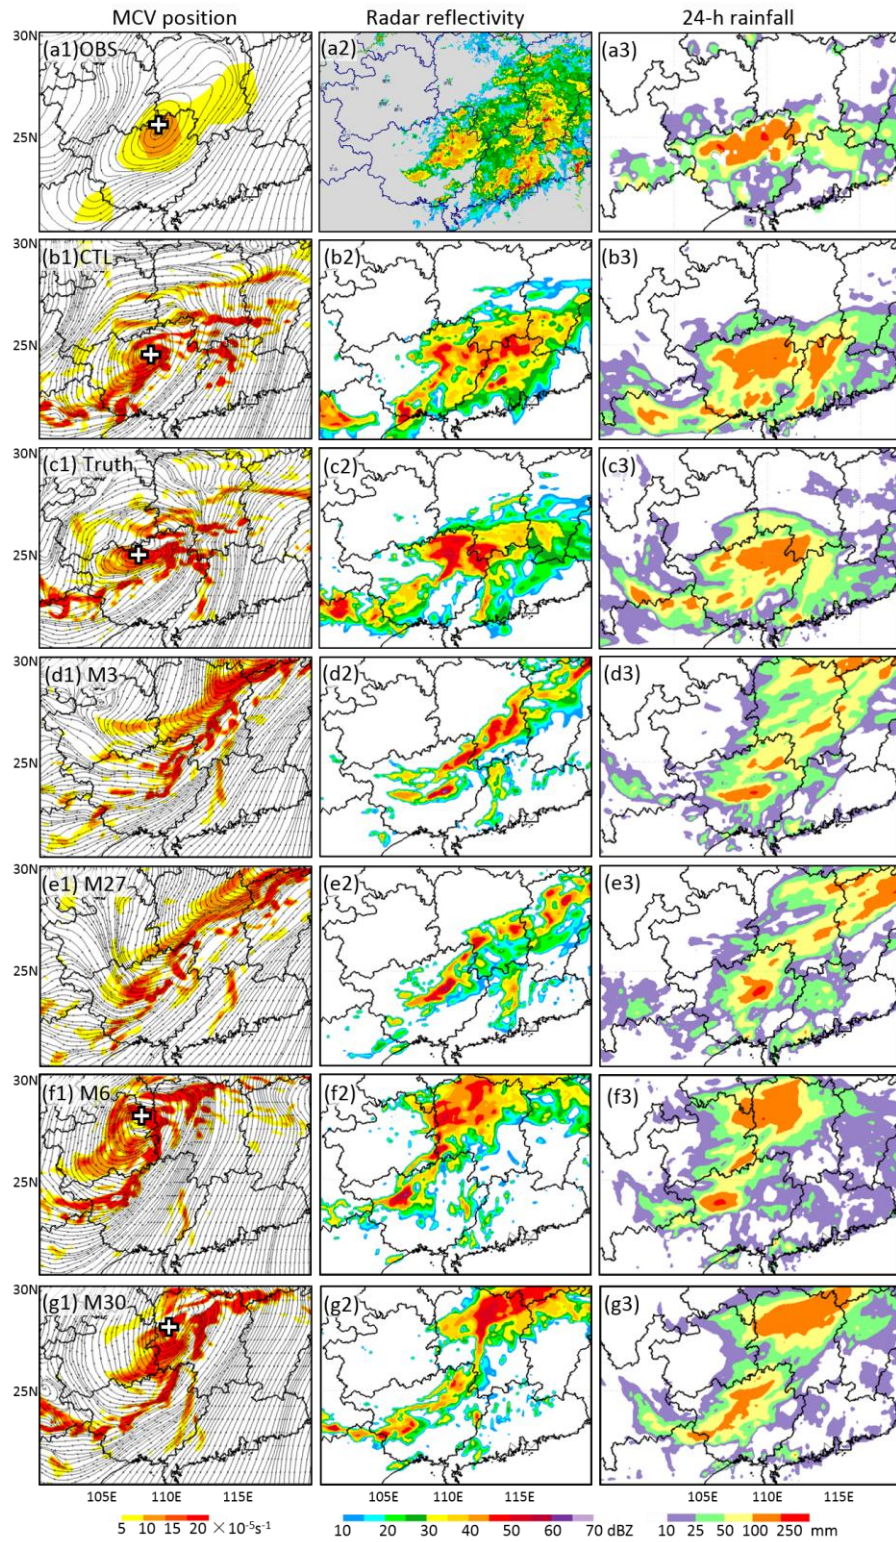 MCV position Radar reflectivity 24-h rainfall
30N (a1)OBS (a2) (a3)
25N
30N (b1)CTL (b2) (b3)
25N
30N (c1) Truth (c2) (c3)
25N
30N (d1) M3 (d2) (d3)
25N
30N (e1) M27 (e2) (e3)
25N
30N (f1) M6 (f2) (f3)
25N
30N (g1) M30 (g2) (g3)
25N
105E 110E 115E 105E 110E 115E 105E 110E 115E
5 10 15 20 ×10⁻⁵s⁻¹ 10 20 30 40 50 60 70 dBZ 10 25 50 100 250 mm